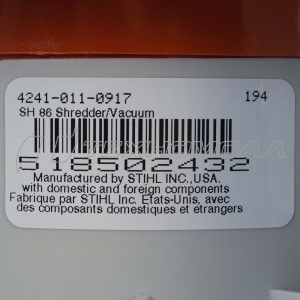 4241-011-0917 194
SH 86 Shredder/Vacuum
518502432
Manufactured by STIHL INC.,USA.
with domestic and foreign components
Fabrique par STIHL Inc. Etats-Unis, avec
des composants domestiques et etrangers